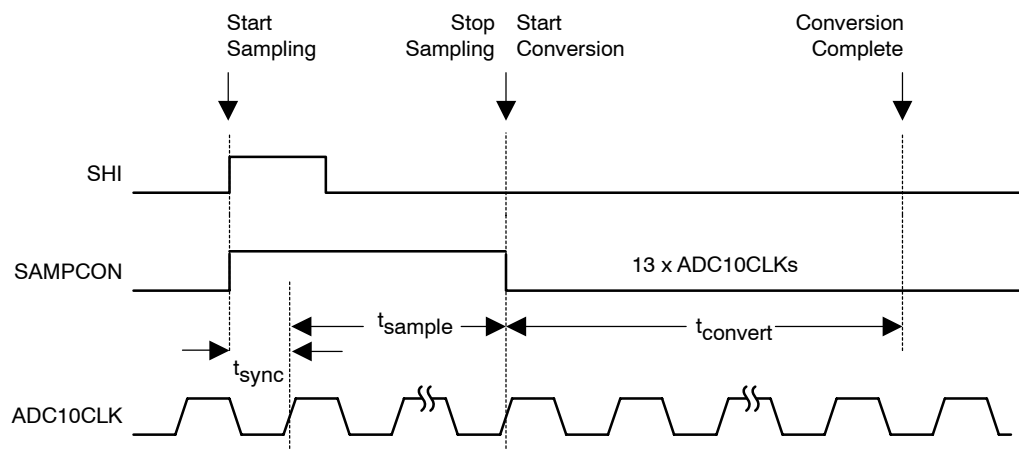 Start
Sampling
Stop
Sampling
Start
Conversion
Conversion
Complete
SHI
SAMPCON
13 x ADC10CLKs
tsample
tconvert
tsync
ADC10CLK